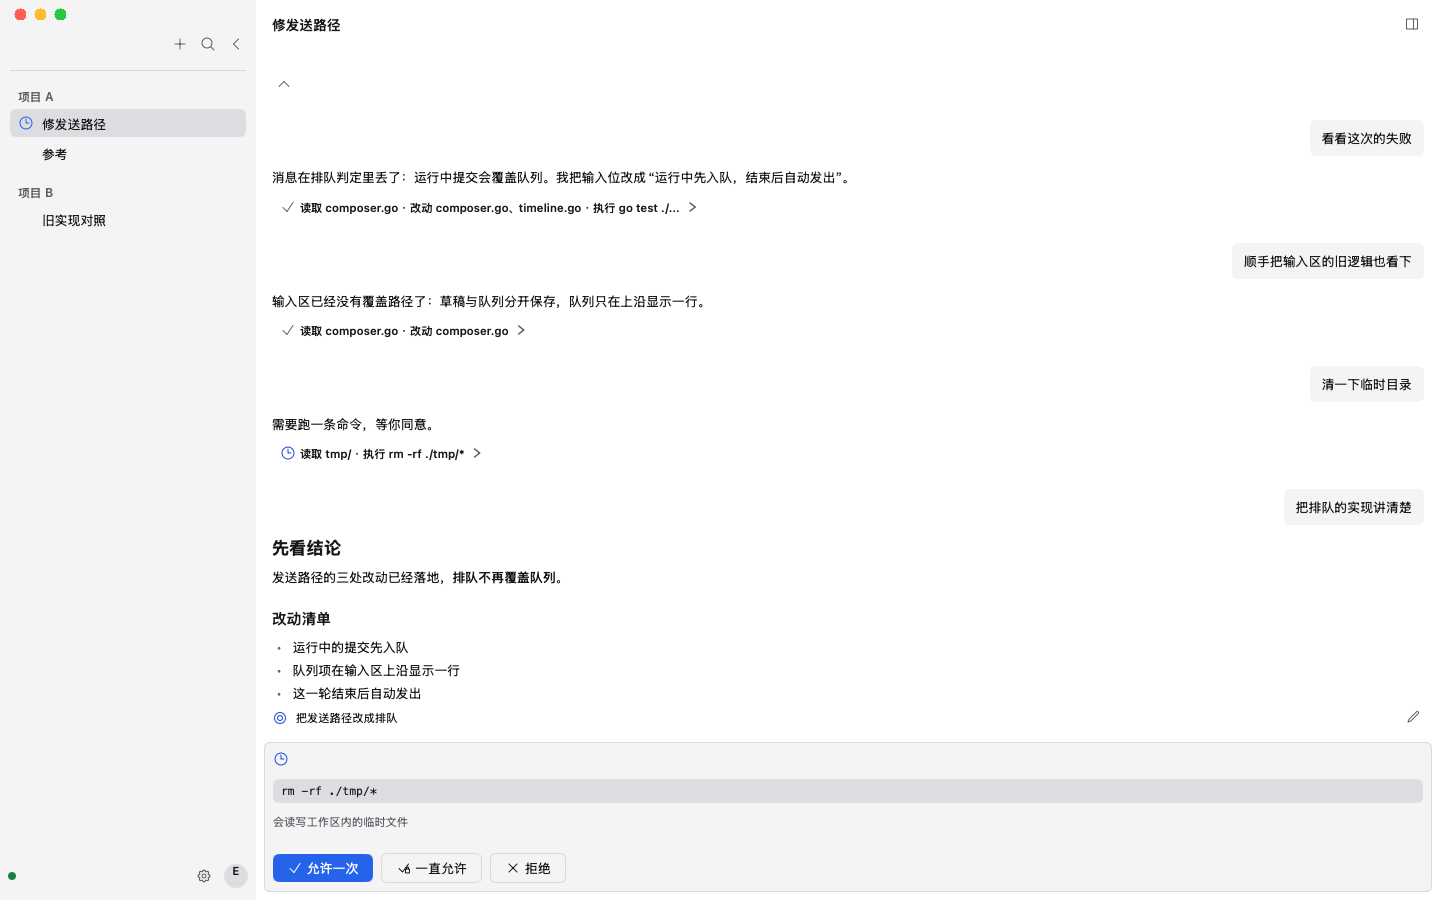 修发送路径
项目 A
修发送路径
参考
项目 B
旧实现对照
看看这次的失败
消息在排队判定里丢了：运行中提交会覆盖队列。我把输入位改成“运行中先入队，结束后自动发出”。
读取 composer.go · 改动 composer.go、timeline.go · 执行 go test ./...
顺手把输入区的旧逻辑也看下
输入区已经没有覆盖路径了：草稿与队列分开保存，队列只在上沿显示一行。
读取 composer.go · 改动 composer.go
清一下临时目录
需要跑一条命令，等你同意。
读取 tmp/ · 执行 rm -rf ./tmp/*
把排队的实现讲清楚
先看结论
发送路径的三处改动已经落地，排队不再覆盖队列。
改动清单
• 运行中的提交先入队
• 队列项在输入区上沿显示一行
• 这一轮结束后自动发出
把发送路径改成排队
rm -rf ./tmp/*
会读写工作区内的临时文件
允许一次
一直允许
拒绝
E